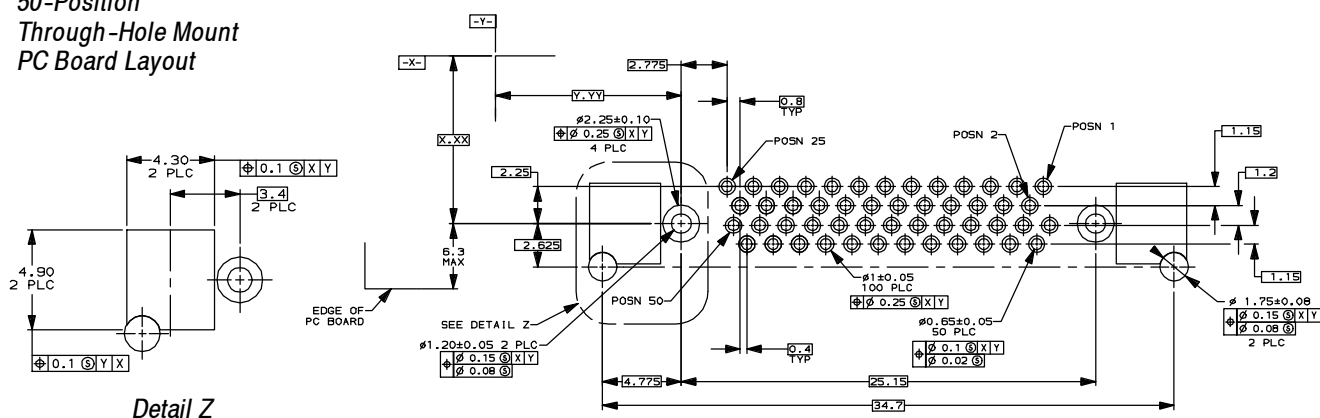 50-Position
Through-Hole Mount
PC Board Layout
-Y-
-X-
2.775
Y.YY
0.8
TYP
ø2.25±0.10
⌖ ø 0.25 Ⓢ X Y
4 PLC
POSN 25
POSN 2
POSN 1
1.15
X.XX
4.30
2 PLC
⌖ 0.1 Ⓢ X Y
2.25
1.2
3.4
2 PLC
4.90
2 PLC
6.3
MAX
2.625
1.15
EDGE OF
PC BOARD
POSN 50
ø1±0.05
100 PLC
⌖ ø 0.25 Ⓢ X Y
SEE DETAIL Z
ø1.20±0.05 2 PLC
⌖ ø 0.15 Ⓢ X Y
ø 0.08 Ⓢ
ø0.65±0.05
50 PLC
⌖ ø 0.1 Ⓢ X Y
ø 0.02 Ⓢ
ø 1.75±0.08
⌖ ø 0.15 Ⓢ X Y
ø 0.08 Ⓢ
2 PLC
0.4
TYP
⌖ 0.1 Ⓢ Y X
4.775
25.15
34.7
Detail Z